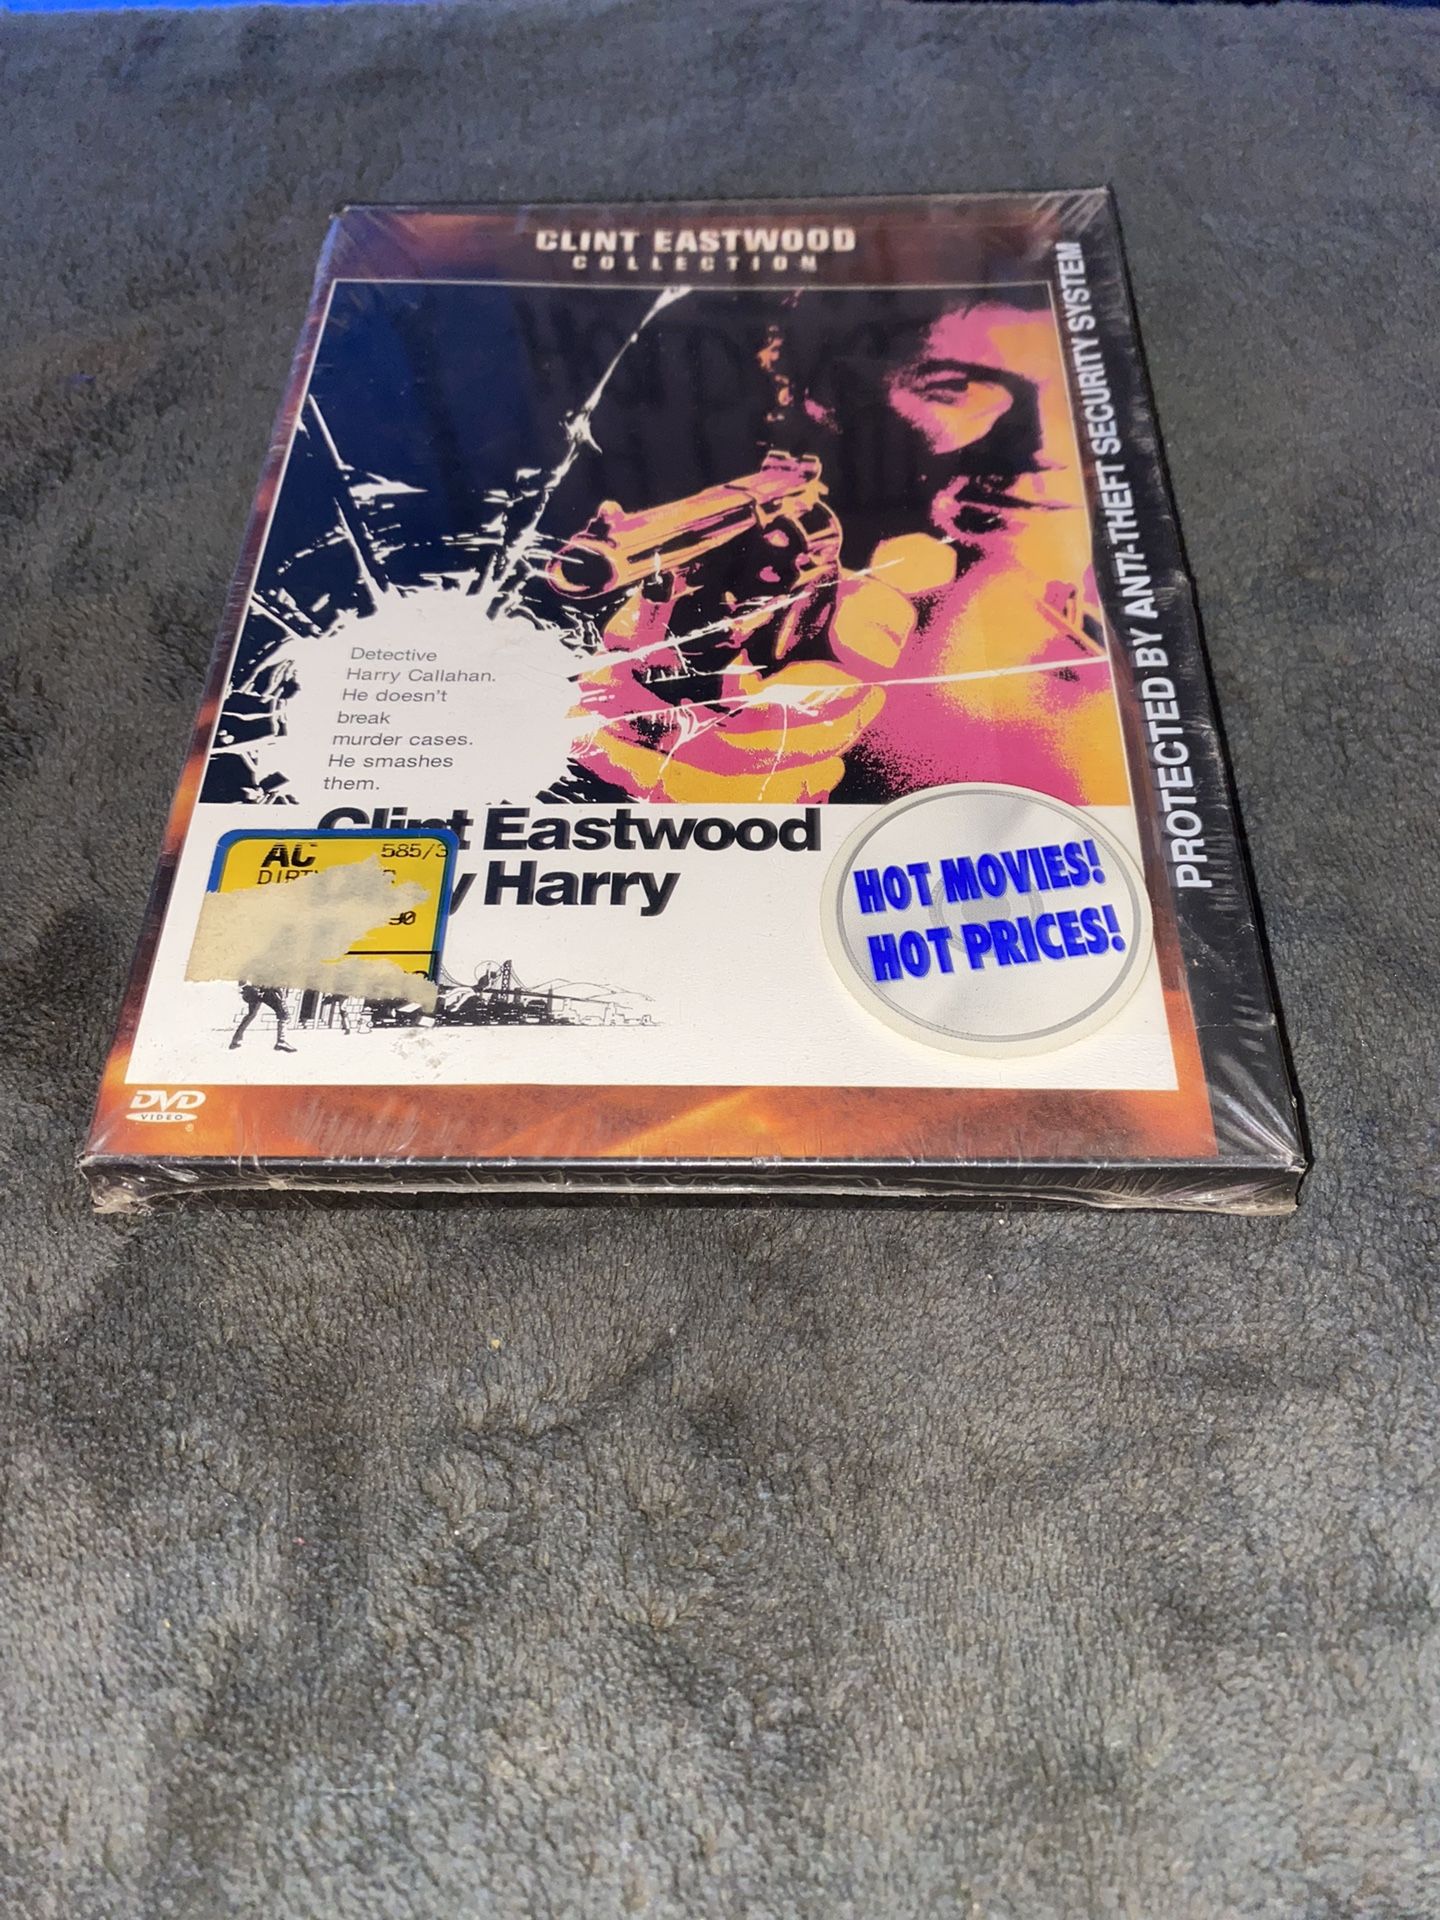 CLINT EASTWOOD
COLLECTION
PROTECTED BY ANTI-THEFT SECURITY SYSTEM
Detective
Harry Callahan.
He doesn't
break
murder cases.
He smashes
them.
Clint Eastwood
Harry
AC 585/3
HOT MOVIES!
HOT PRICES!
DVD
VIDEO